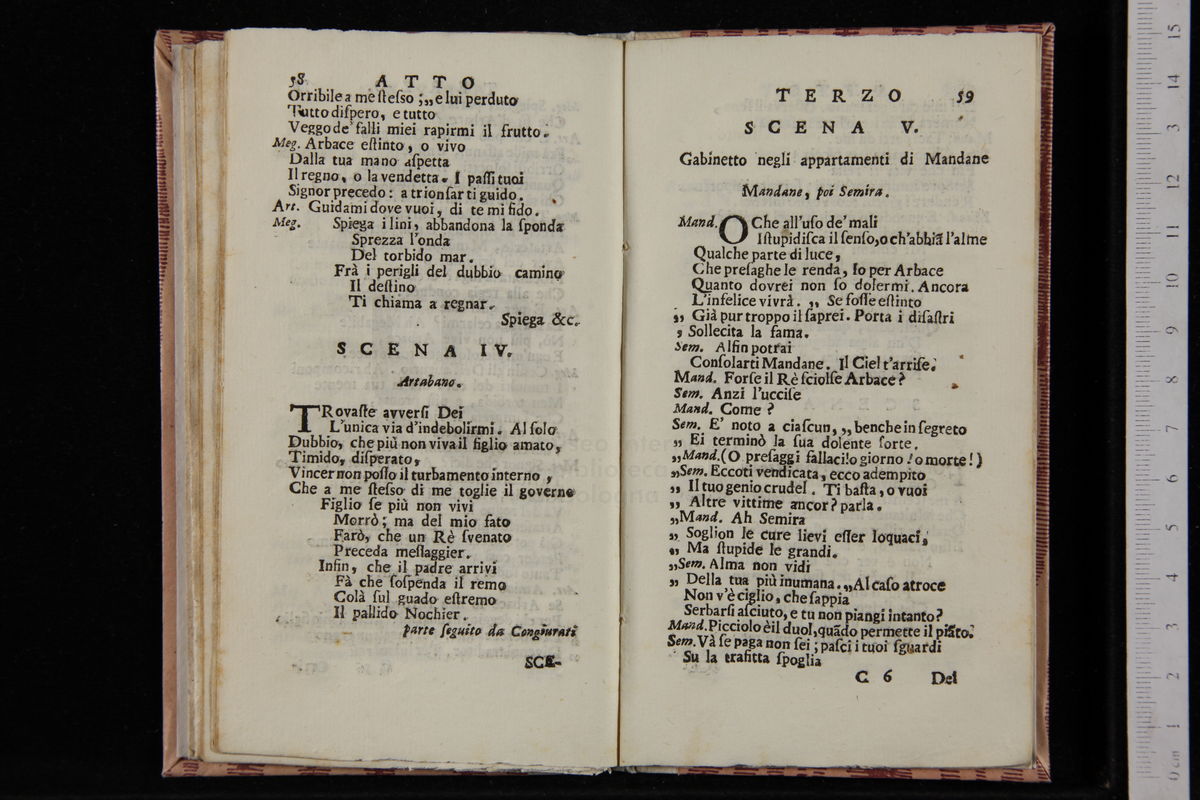 58 ATTO
Orribile a me ſteſso ;,, e lui perduto
Tutto diſpero, e tutto
Veggo de' falli miei rapirmi il frutto.
Meg. Arbace eſtinto, o vivo
Dalla tua mano aſpetta
Il regno, o la vendetta. I paſſi tuoi
Signor precedo: a trionfar ti guido.
Art. Guidami dove vuoi, di te mi fido.
Meg. Spiega i lini, abbandona la ſponda
Sprezza l'onda
Del torbido mar.
Frà i perigli del dubbio camino
Il deſtino
Ti chiama a regnar.
Spiega &c.
SCENA IV.
Artabano.
TRovaſte avverſi Dei
L'unica via d'indebolirmi. Al ſolo
Dubbio, che più non viva il figlio amato,
Timido, diſperato,
Vincer non poſſo il turbamento interno,
Che a me ſteſso di me toglie il governo
Figlio ſe più non vivi
Morrò; ma del mio fato
Farò, che un Rè ſvenato
Preceda meſſaggier.
Infin, che il padre arrivi
Fà che ſoſpenda il remo
Colà ſul guado eſtremo
Il pallido Nochier.
parte ſeguito da Congiurati
SCE-
TERZO 59
SCENA V.
Gabinetto negli appartamenti di Mandane
Mandane, poi Semira.
Mand. O Che all'uſo de' mali
Iſtupidiſca il ſenſo, o ch'abbiã l'alme
Qualche parte di luce,
Che preſaghe le renda, Io per Arbace
Quanto dovrei non ſo dolermi. Ancora
L'infelice vivrà. ,, Se foſſe eſtinto
,, Già pur troppo il ſaprei. Porta i diſaſtri
, Sollecita la fama.
Sem. Alfin potrai
Conſolarti Mandane. Il Ciel t'arriſe.
Mand. Forſe il Rè ſciolſe Arbace?
Sem. Anzi l'ucciſe
Mand. Come ?
Sem. E' noto a ciaſcun, ,, benche in ſegreto
,, Ei terminò la ſua dolente ſorte.
,,Mand. (O preſaggi fallaci! o giorno! o morte!)
,,Sem. Eccoti vendicata, ecco adempito
,, Il tuo genio crudel. Ti baſta, o vuoi
,, Altre vittime ancor? parla.
,,Mand. Ah Semira
,, Soglion le cure lievi eſſer loquaci,
,, Ma ſtupide le grandi.
,,Sem. Alma non vidi
,, Della tua più inumana. ,,Al caſo atroce
Non v'è ciglio, che ſappia
Serbarſi aſciuto, e tu non piangi intanto?
Mand. Picciolo è il duol, quãdo permette il piãto.
Sem. Và ſe paga non ſei; paſci i tuoi ſguardi
Su la trafitta ſpoglia
C 6 Del